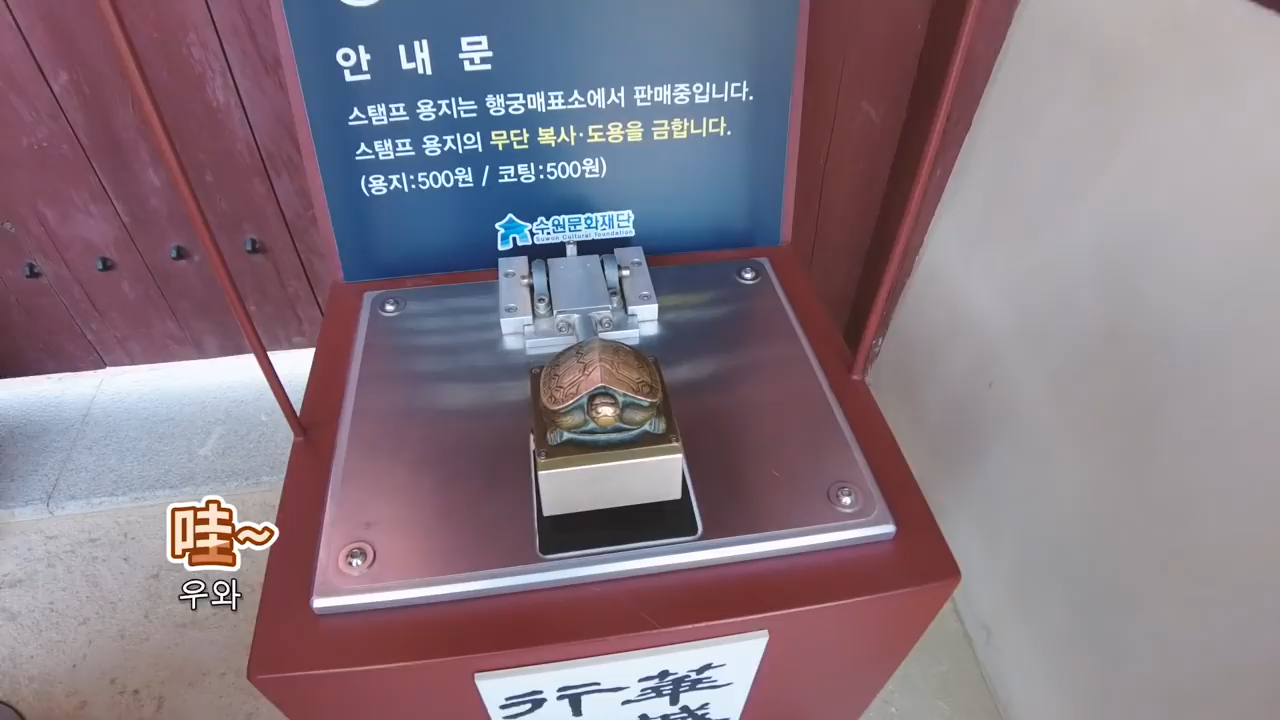 안 내 문
스탬프 용지는 행궁매표소에서 판매중입니다.
스탬프 용지의 무단 복사·도용을 금합니다.
(용지:500원 / 코팅:500원)
수원문화재단
Suwon Cultural Foundation
哇~
우와
行 華